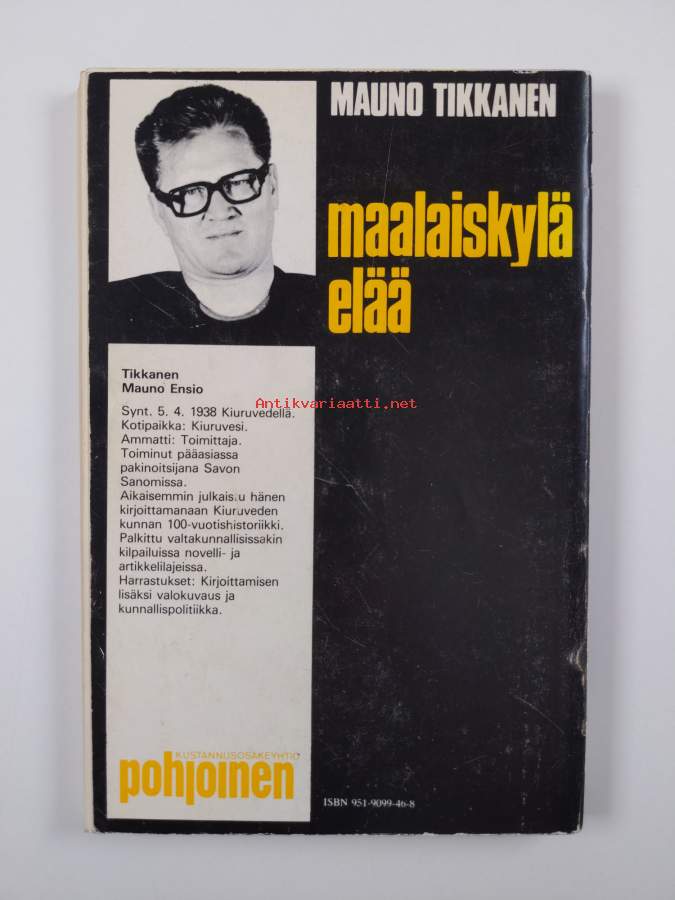 MAUNO TIKKANEN
maalaiskylä
elää
Tikkanen
Mauno Ensio
Antikvariaatti.net
Synt. 5. 4. 1938 Kiuruvedellä.
Kotipaikka: Kiuruvesi.
Ammatti: Toimittaja.
Toiminut pääasiassa
pakinoitsijana Savon
Sanomissa.
Aikaisemmin julkaistu hänen
kirjoittamanaan Kiuruveden
kunnan 100-vuotishistoriikki.
Palkittu valtakunnallisissakin
kilpailuissa novelli- ja
artikkelilajeissa.
Harrastukset: Kirjoittamisen
lisäksi valokuvaus ja
kunnallispolitiikka.
KUSTANNUSOSAKEYHTIÖ
pohjoinen
ISBN 951-9099-46-8